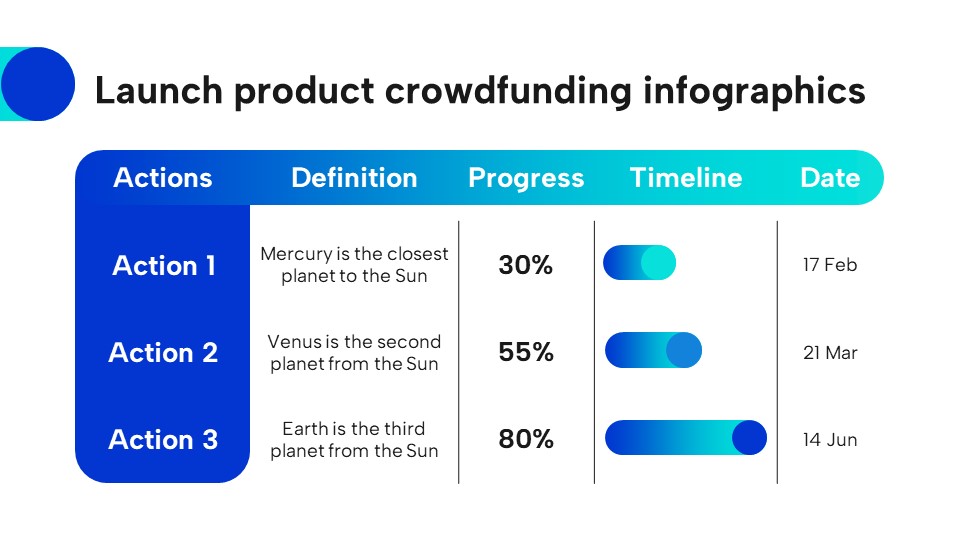 Launch product crowdfunding infographics
Actions Definition Progress Timeline Date
Action 1
Mercury is the closest
planet to the Sun
30%
17 Feb
Action 2
Venus is the second
planet from the Sun
55%
21 Mar
Action 3
Earth is the third
planet from the Sun
80%
14 Jun